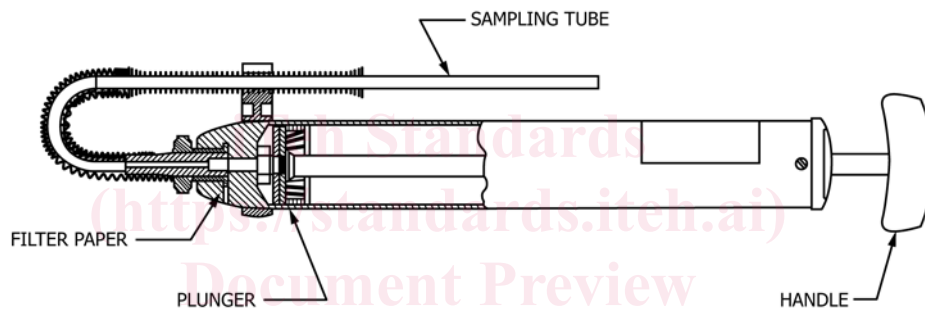 SAMPLING TUBE
iTeh Standards
(https://standards.iteh.ai)
FILTER PAPER
Document Preview
PLUNGER
HANDLE